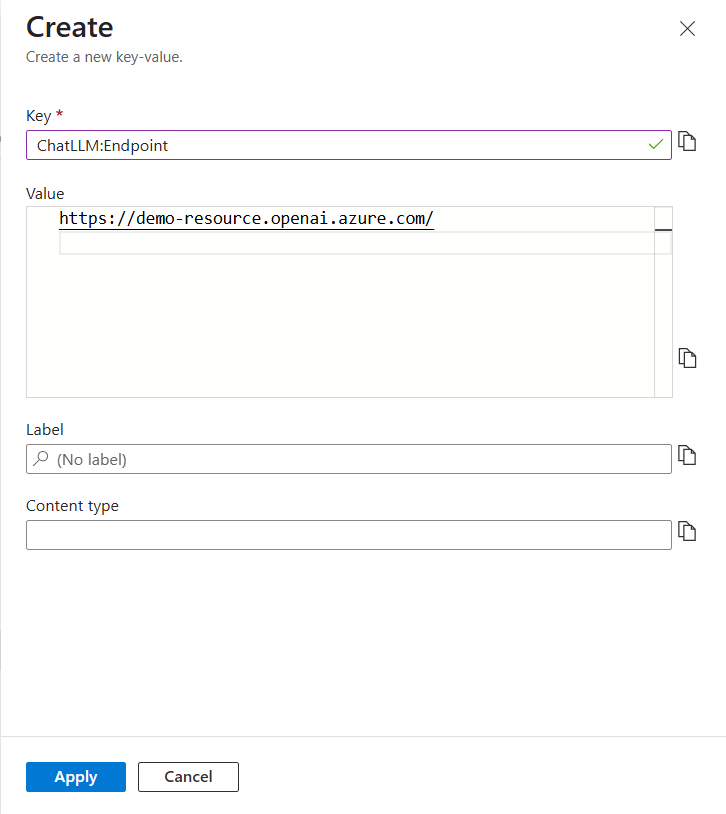 Create
Create a new key-value.
Key *
ChatLLM:Endpoint
Value
https://demo-resource.openai.azure.com/
Label
(No label)
Content type
Apply
Cancel